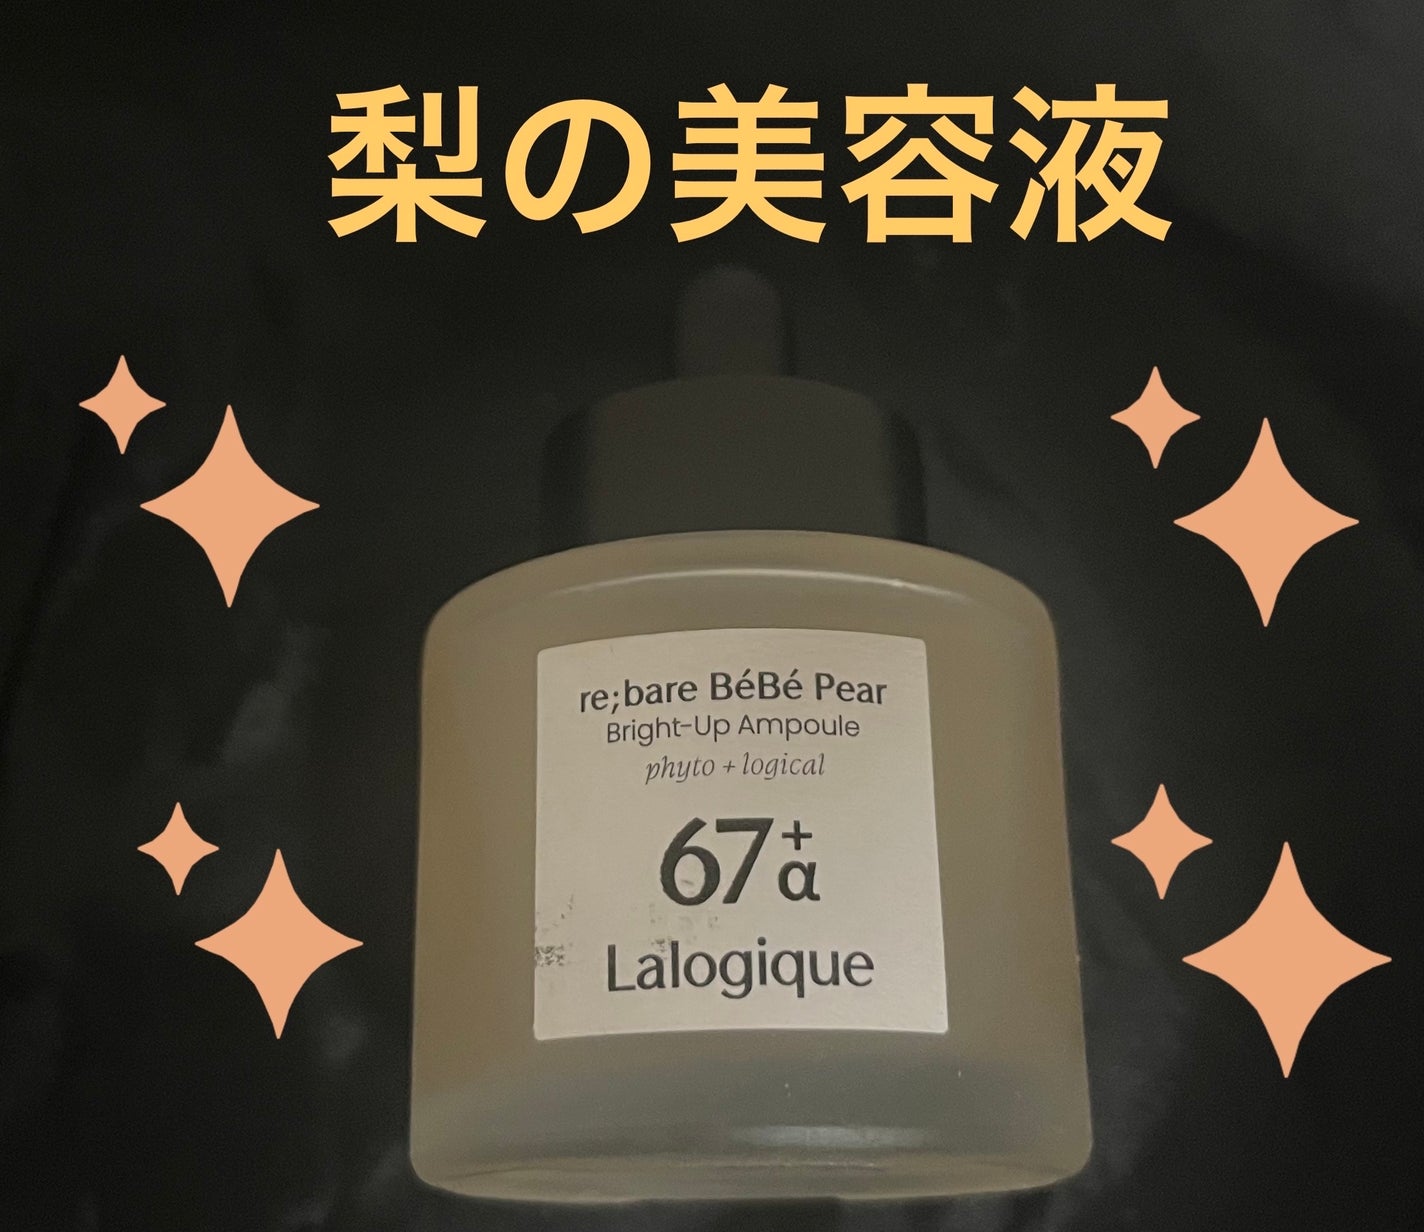 梨の美容液
re;bare BéBé Pear
Bright-Up Ampoule
phyto + logical
67+α
Lalogique